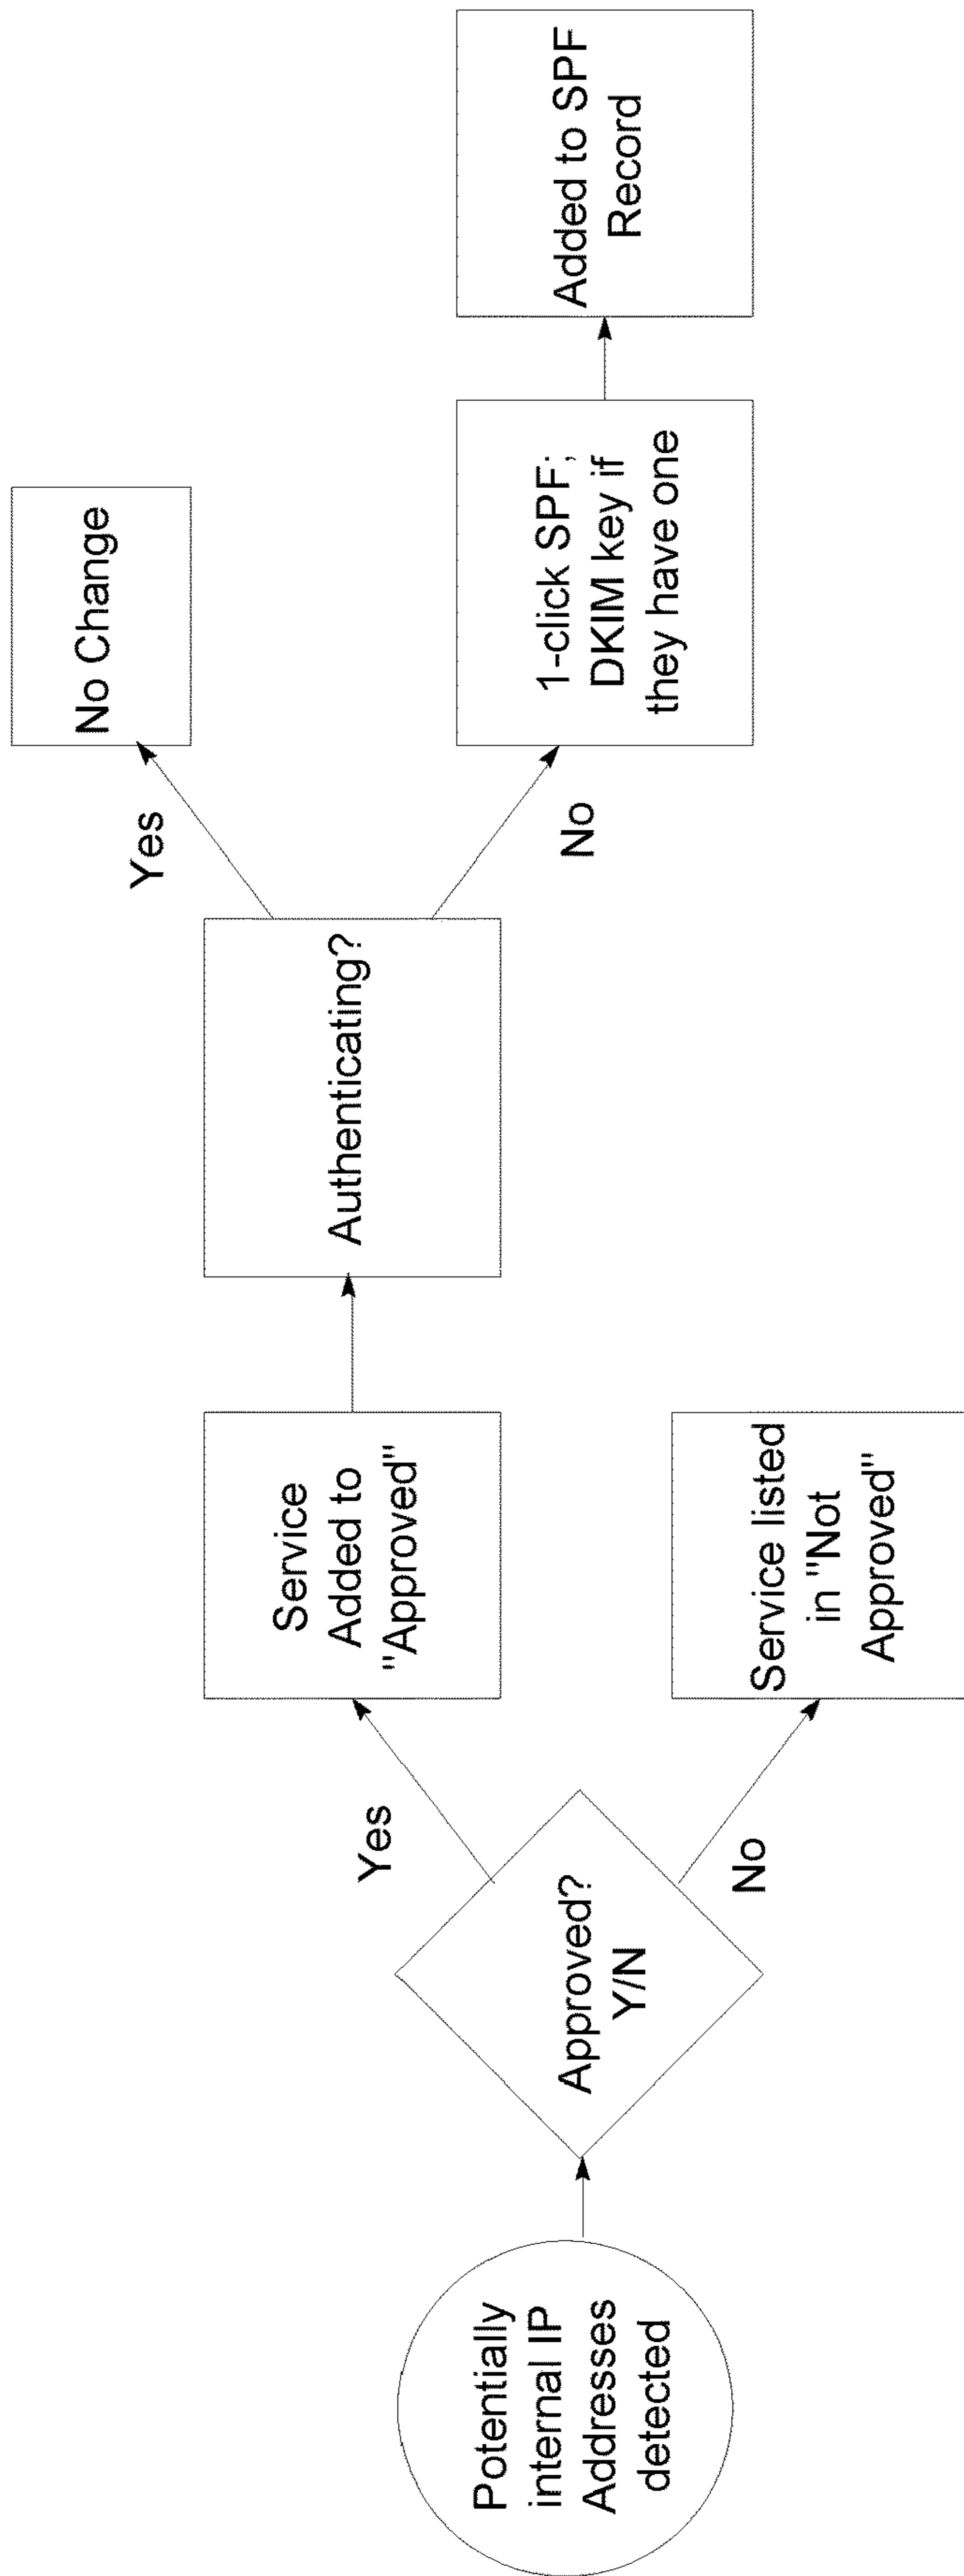 Potentially
internal IP
Addresses
detected
Approved?
Y/N
Yes
No
Service
Added to
"Approved"
Service listed
in "Not
Approved"
Authenticating?
Yes
No
No Change
1-click SPF;
DKIM key if
they have one
Added to SPF
Record